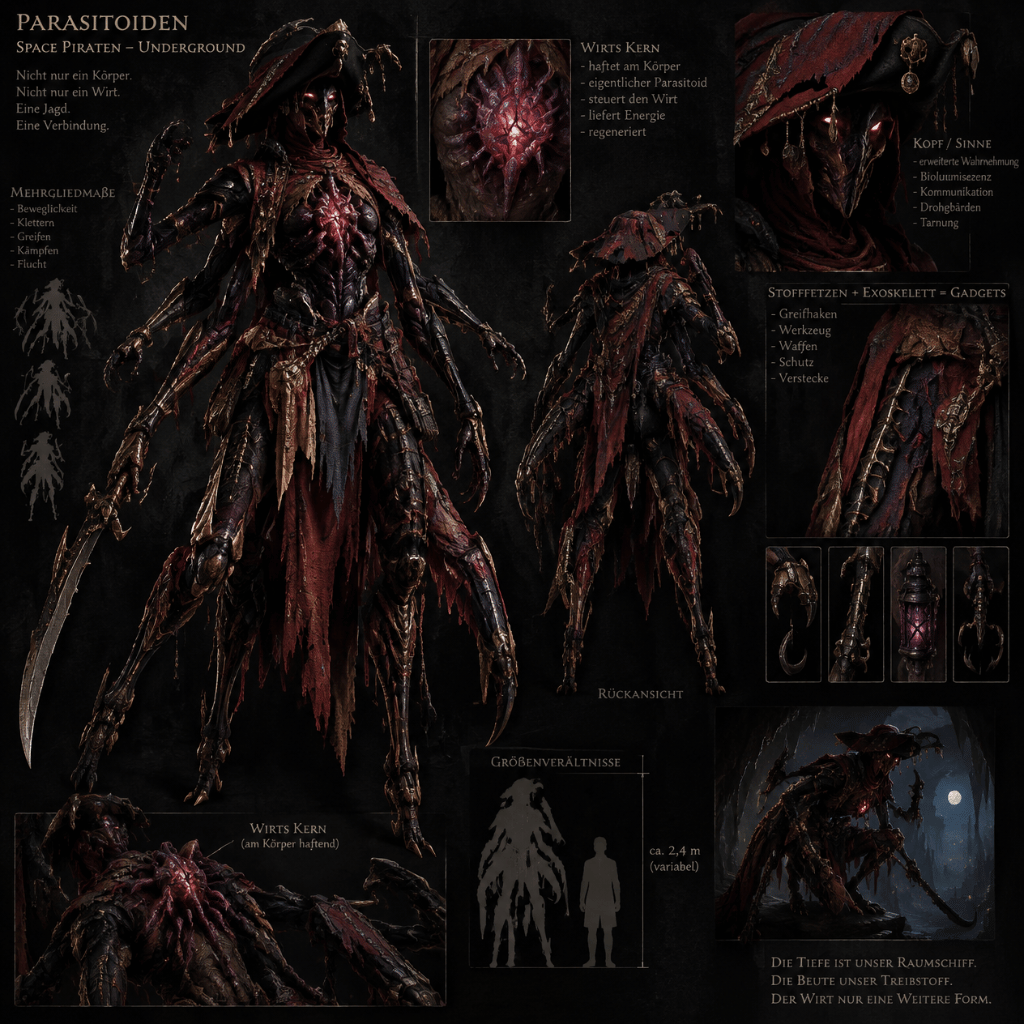 Parasitoiden
Space Piraten – Underground
Nicht nur ein Körper.
Nicht nur ein Wirt.
Eine Jagd.
Eine Verbindung.
Mehrgliedmaße
- Beweglichkeit
- Klettern
- Greifen
- Kämpfen
- Flucht
Wirts Kern
- haftet am Körper
- eigentlicher Parasitoid
- steuert den Wirt
- liefert Energie
- regeneriert
Kopf / Sinne
- erweiterte Wahrnehmung
- Biolumiszenz
- Kommunikation
- Drohgbärden
- Tarnung
Stofffetzen + Exoskelett = Gadgets
- Greifhaken
- Werkzeug
- Waffen
- Schutz
- Verstecke
Rückansicht
Wirts Kern
(am Körper haftend)
Größenverältnisse
ca. 2,4 m
(variabel)
Die Tiefe ist unser Raumschiff.
Die Beute unser Treibstoff.
Der Wirt nur eine Weitere Form.